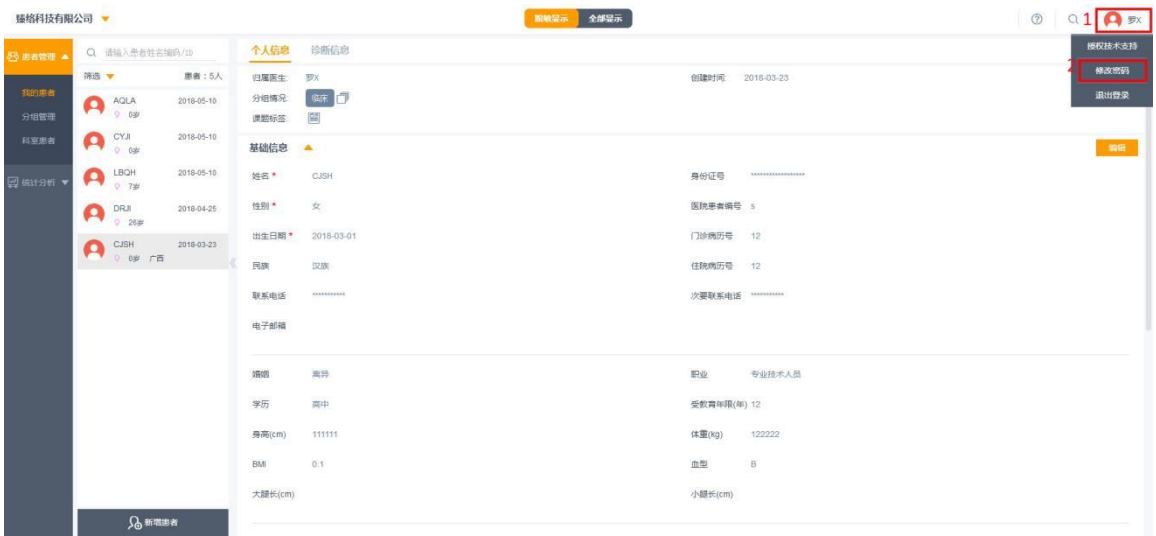 臻络科技有限公司
脱敏显示 全部显示
1 罗X
患者管理
我的患者
分组管理
科室患者
统计分析
请输入患者姓名编码/ID
筛选 患者：5人
AQLA 2018-05-10
0岁
CYJI 2018-05-10
0岁
LBQH 2018-05-10
7岁
DRJI 2018-04-25
26岁
CJSH 2018-03-23
0岁 广西
新增患者
个人信息 诊断信息
授权技术支持
2 修改密码
退出登录
归属医生: 罗X 创建时间: 2018-03-23
分组情况: 临床
课题标签:
基础信息 编辑
姓名 * CJSH 身份证号 ******************
性别 * 女 医院患者编号 s
出生日期 * 2018-03-01 门诊病历号 12
民族 汉族 住院病历号 12
联系电话 *********** 次要联系电话 ***********
电子邮箱
婚姻 离异 职业 专业技术人员
学历 高中 受教育年限(年) 12
身高(cm) 111111 体重(kg) 122222
BMI 0.1 血型 B
大腿长(cm) 小腿长(cm)